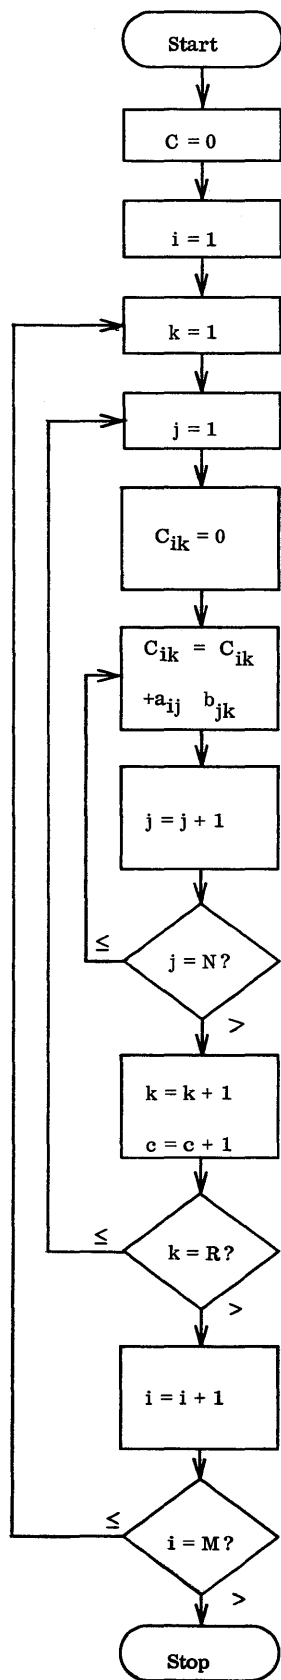 Start
C = 0
i = 1
k = 1
j = 1
C_ik = 0
C_ik = C_ik
+a_ij b_jk
j = j + 1
≤
j = N?
>
k = k + 1
c = c + 1
≤
k = R?
>
i = i + 1
≤
i = M?
>
Stop